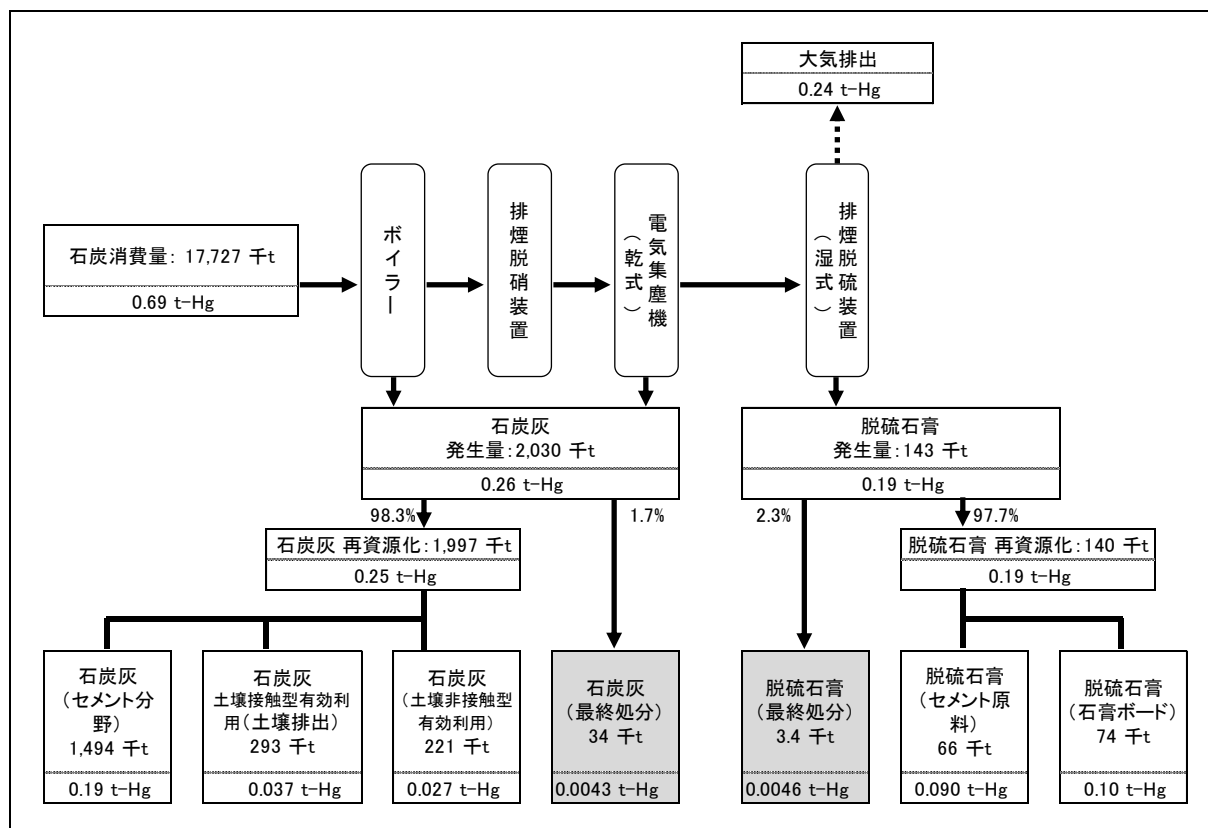 大気排出
0.24 t-Hg
石炭消費量： 17,727 千t
0.69 t-Hg
ボイラー
排煙脱硝装置
電気集塵機
（乾式）
排煙脱硫装置
（湿式）
石炭灰
発生量：2,030 千t
0.26 t-Hg
脱硫石膏
発生量：143 千t
0.19 t-Hg
98.3%
1.7%
2.3%
97.7%
石炭灰 再資源化：1,997 千t
0.25 t-Hg
脱硫石膏 再資源化：140 千t
0.19 t-Hg
石炭灰
（セメント分
野）
1,494 千t
0.19 t-Hg
石炭灰
土壌接触型有効利
用（土壌排出）
293 千t
0.037 t-Hg
石炭灰
（土壌非接触型
有効利用）
221 千t
0.027 t-Hg
石炭灰
（最終処分）
34 千t
0.0043 t-Hg
脱硫石膏
（最終処分）
3.4 千t
0.0046 t-Hg
脱硫石膏
（セメント原
料）
66 千t
0.090 t-Hg
脱硫石膏
（石膏ボード）
74 千t
0.10 t-Hg